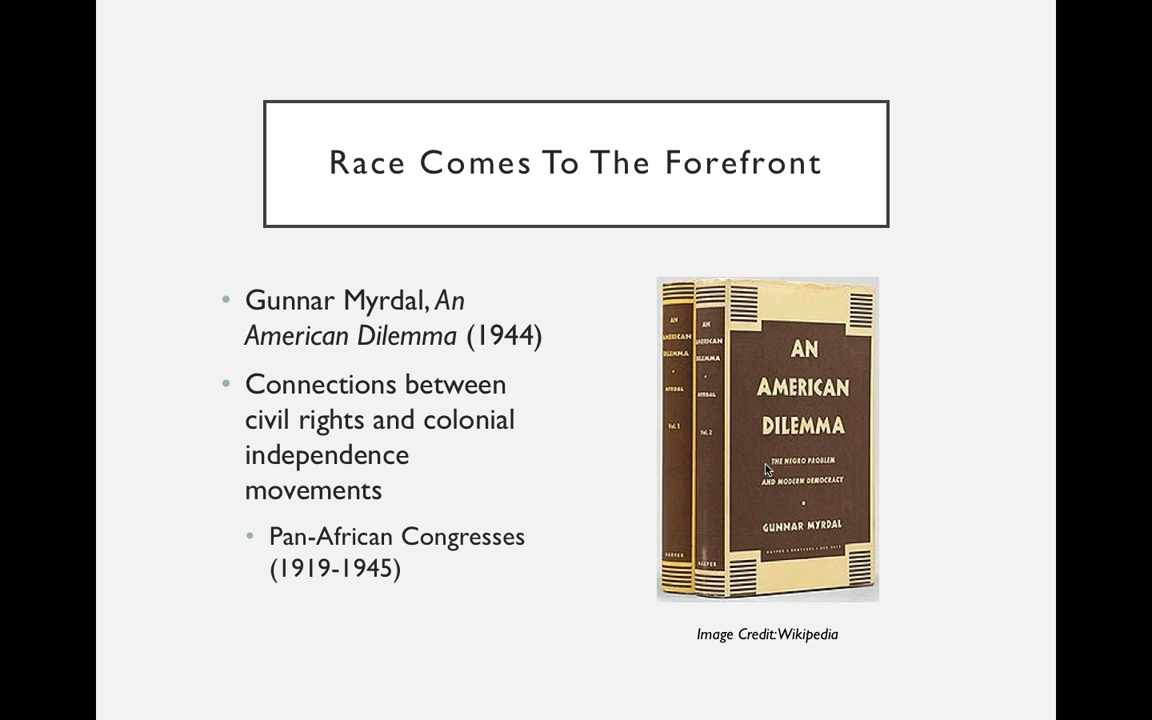 Race Comes To The Forefront
• Gunnar Myrdal, An
American Dilemma (1944)
• Connections between
civil rights and colonial
independence
movements
• Pan-African Congresses
(1919-1945)
AN
AMERICAN
DILEMMA
•
MYRDAL
Vol. 1
HARPER
AN
AMERICAN
DILEMMA
•
MYRDAL
Vol. 2
HARPER
AN
AMERICAN
DILEMMA
THE NEGRO PROBLEM
AND MODERN DEMOCRACY
•
GUNNAR MYRDAL
Image Credit: Wikipedia